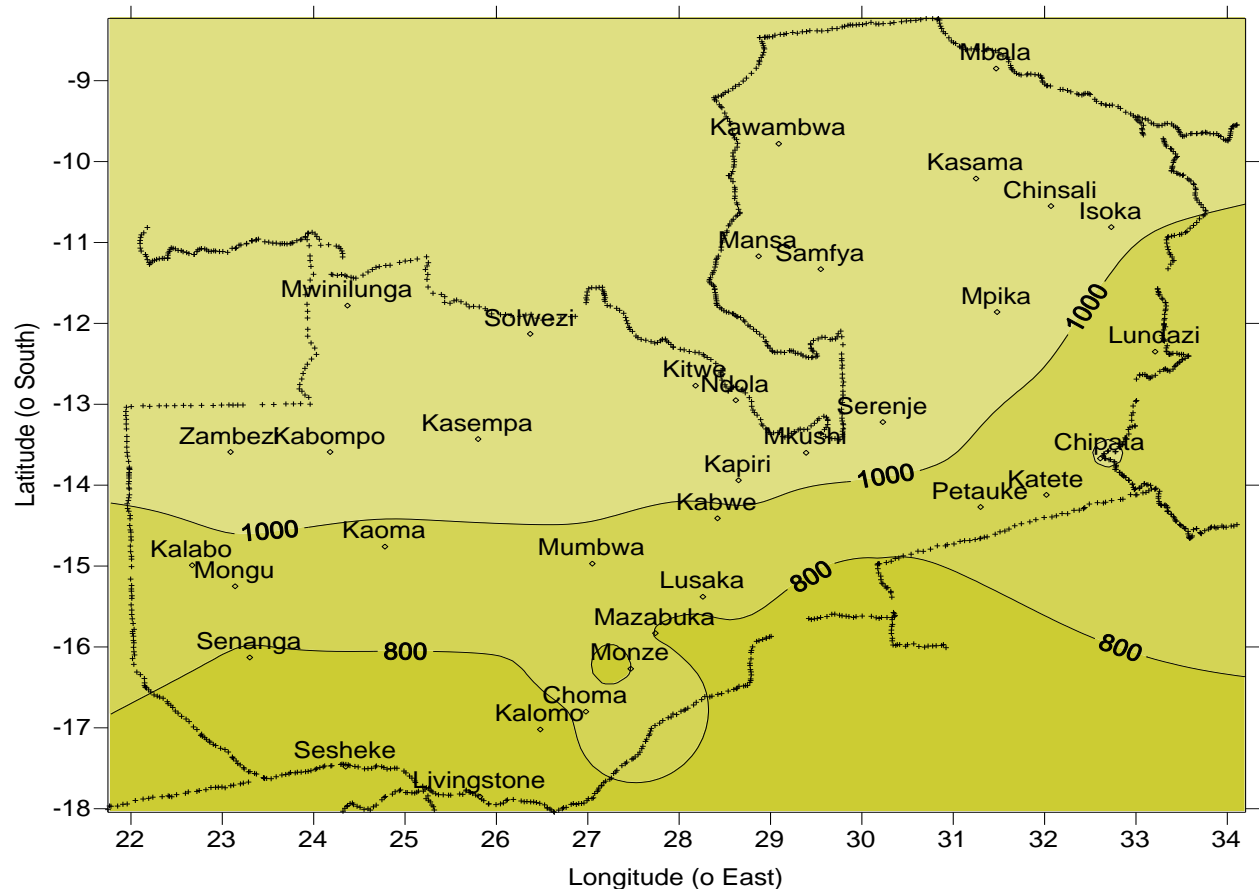 Mbala
-9
Kawambwa
-10
Kasama
Chinsali
Isoka
-11
Mansa
Samfya
Mwinilunga
Mpika
1000
-12
Solwezi
Lundazi
Kitwe
Ndola
-13
Kasempa
Serenje
Zambezi
Kabompo
Mkushi
Chipata
Kapiri
1000
-14
Petauke
Katete
Kabwe
1000
Kaoma
Kalabo
Mumbwa
-15
Mongu
Lusaka
800
Mazabuka
Senanga
800
Monze
800
-16
Choma
Kalomo
-17
Sesheke
Livingstone
-18
22 23 24 25 26 27 28 29 30 31 32 33 34
Longitude (o East)
Latitude (o South)